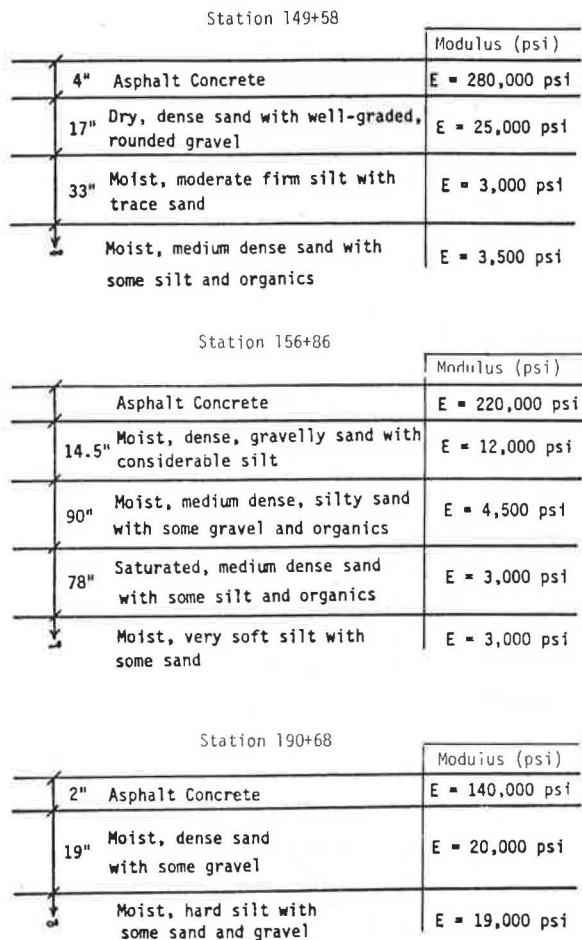 Station 149+58
Modulus (psi)
4" Asphalt Concrete E = 280,000 psi
17" Dry, dense sand with well-graded,
rounded gravel E = 25,000 psi
33" Moist, moderate firm silt with
trace sand E = 3,000 psi
Moist, medium dense sand with
some silt and organics E = 3,500 psi
Station 156+86
Modulus (psi)
Asphalt Concrete E = 220,000 psi
14.5" Moist, dense, gravelly sand with
considerable silt E = 12,000 psi
90" Moist, medium dense, silty sand
with some gravel and organics E = 4,500 psi
78" Saturated, medium dense sand
with some silt and organics E = 3,000 psi
Moist, very soft silt with
some sand E = 3,000 psi
Station 190+68
Modulus (psi)
2" Asphalt Concrete E = 140,000 psi
19" Moist, dense sand
with some gravel E = 20,000 psi
Moist, hard silt with
some sand and gravel E = 19,000 psi